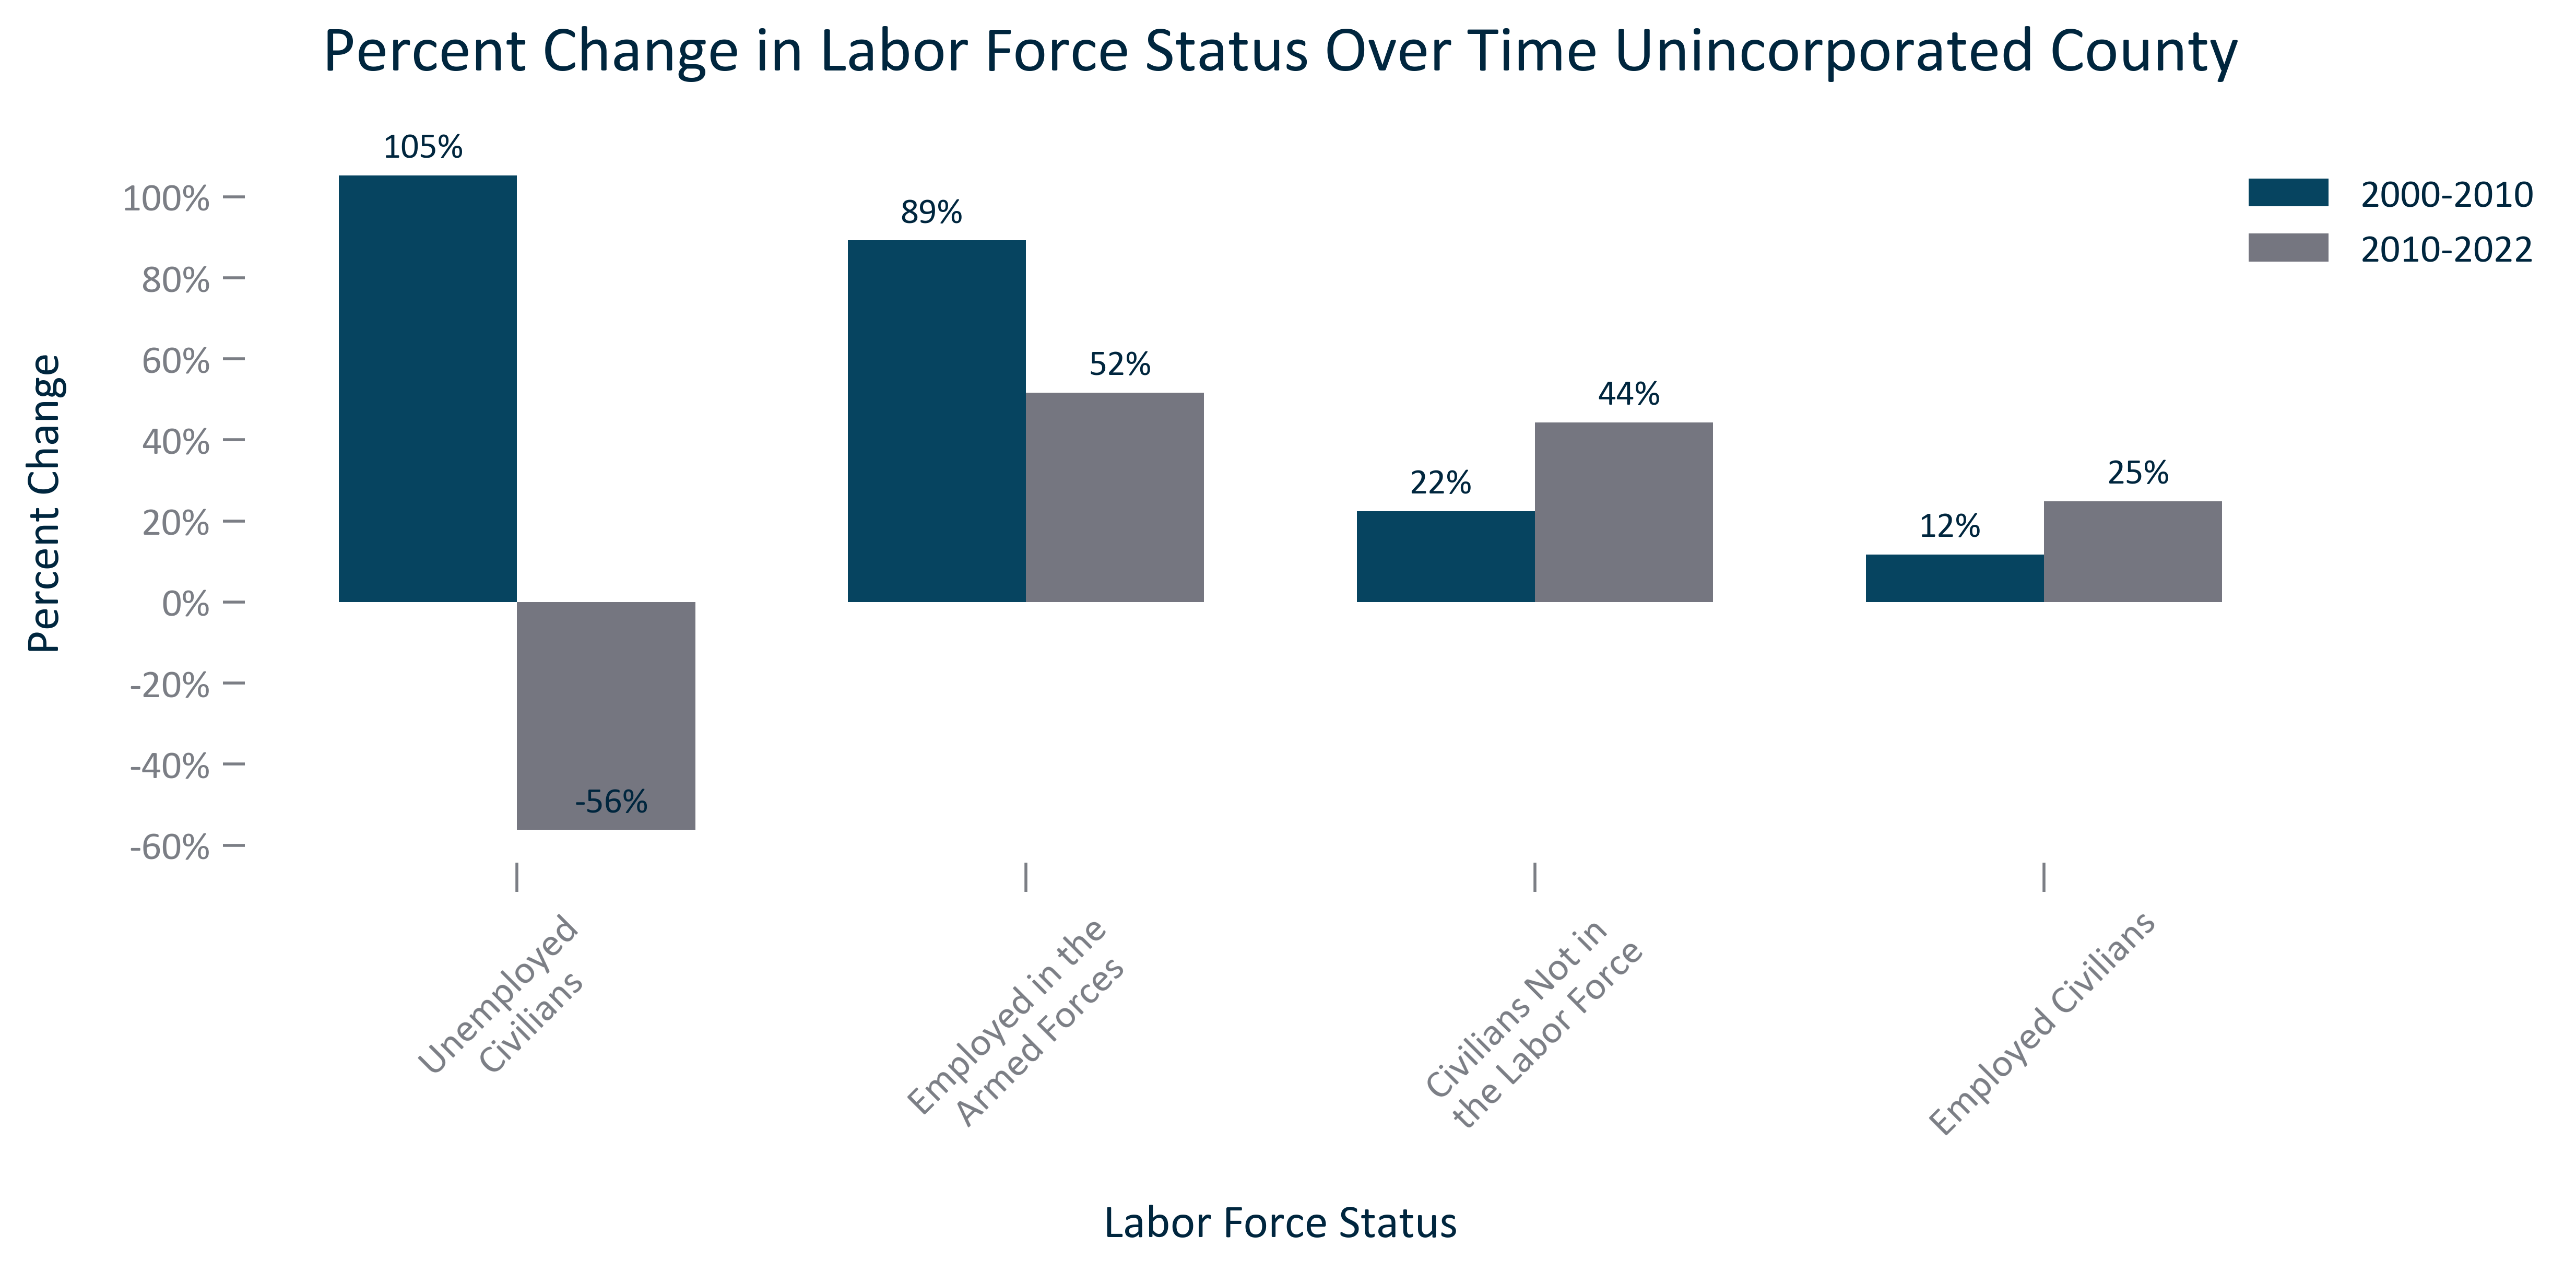 Percent Change in Labor Force Status Over Time Unincorporated County
105%
100%
2000-2010
89%
2010-2022
80%
60%
52%
44%
40%
25%
22%
20%
12%
0%
-20%
-40%
-56%
-60%
Percent Change
Unemployed
Civilians
Employed in the
Armed Forces
Civilians Not in
the Labor Force
Employed Civilians
Labor Force Status